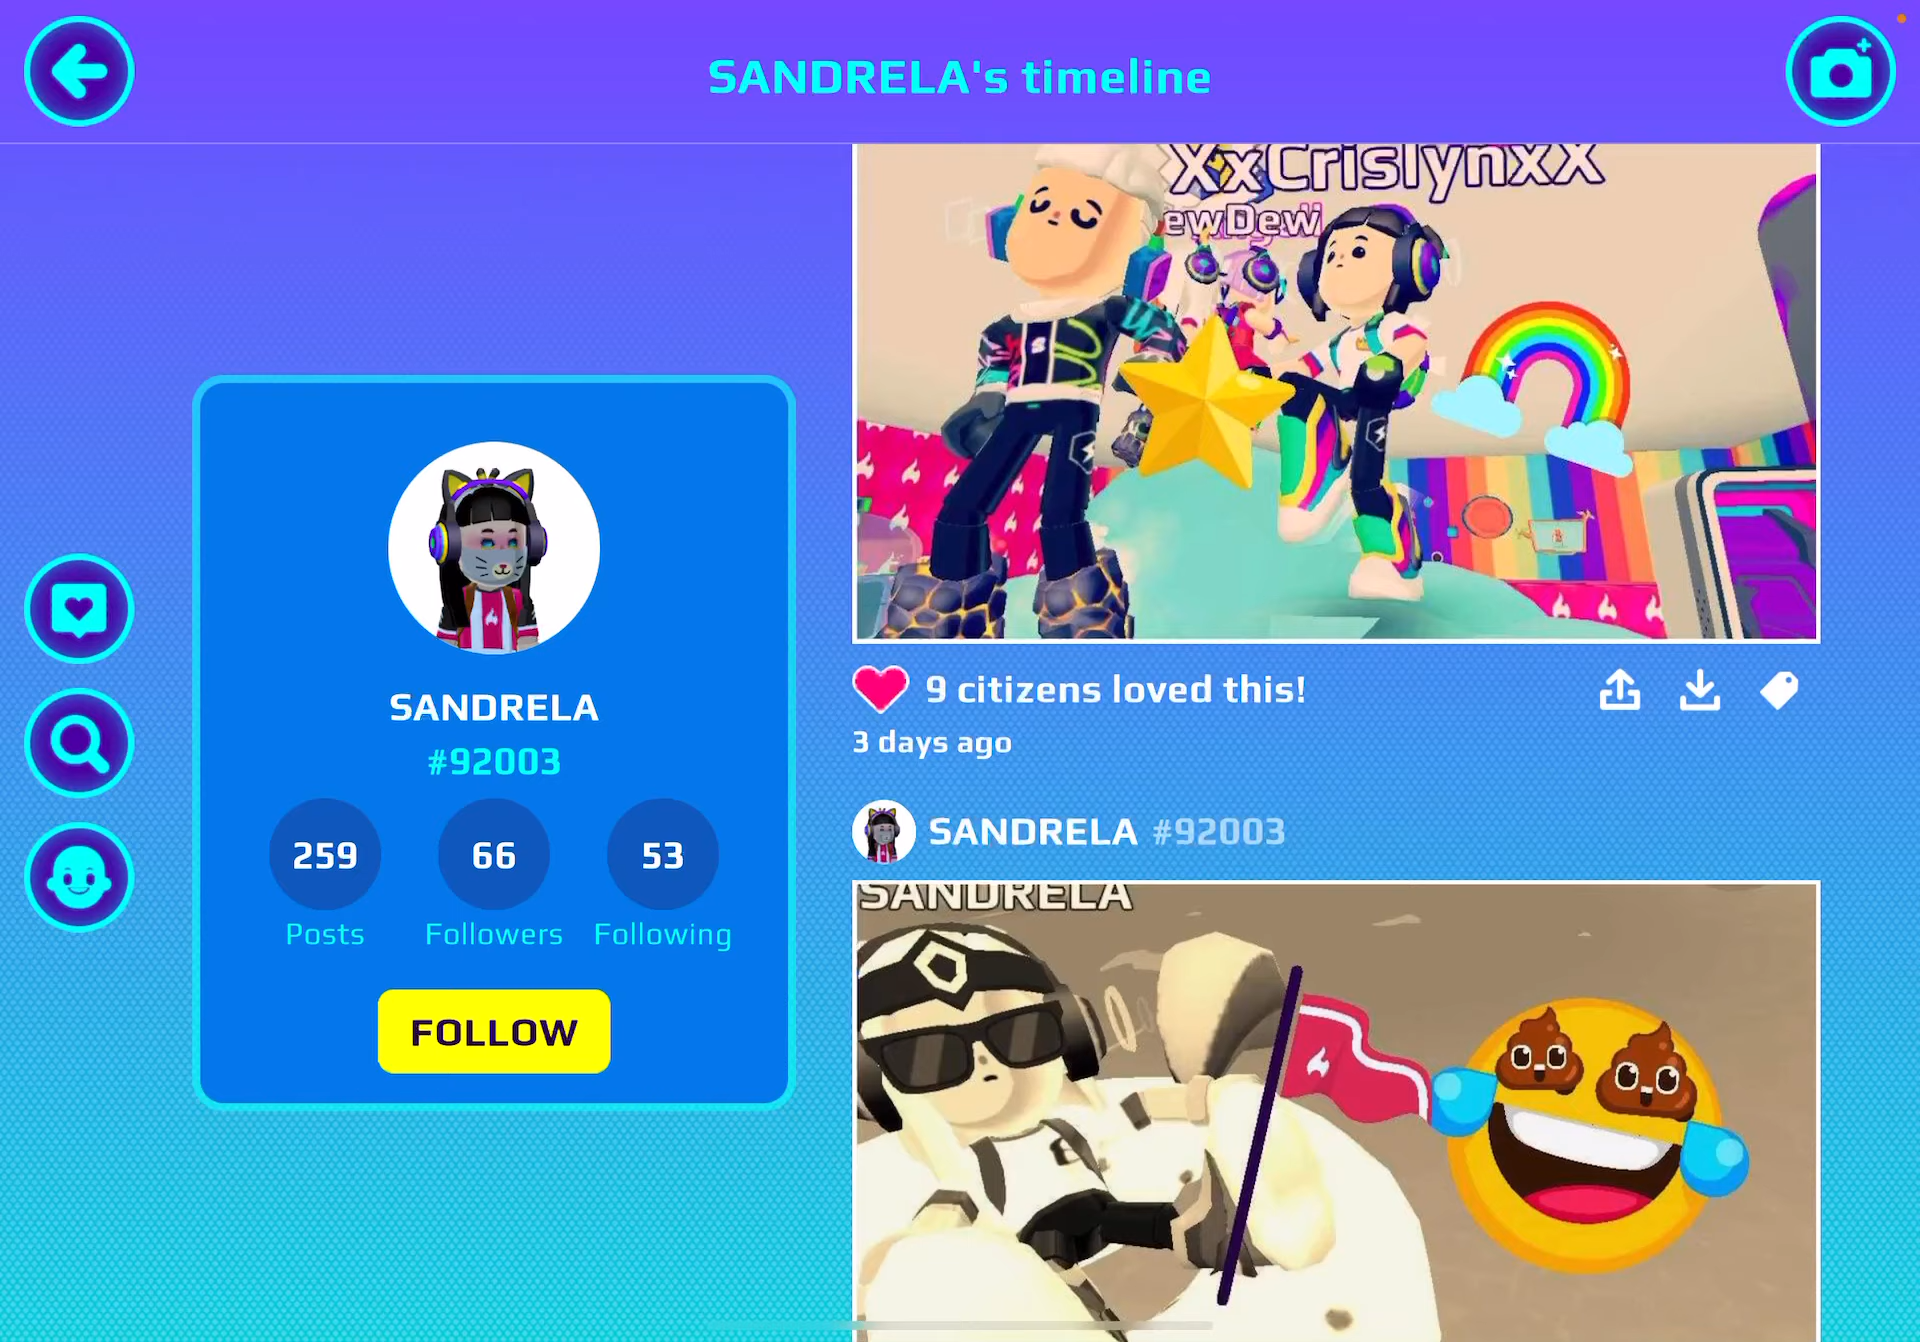 SANDRELA's timeline
XxCrislynxX
ewDew
SANDRELA
#92003
259
66
53
Posts
Followers
Following
FOLLOW
9 citizens loved this!
3 days ago
SANDRELA #92003
SANDRELA